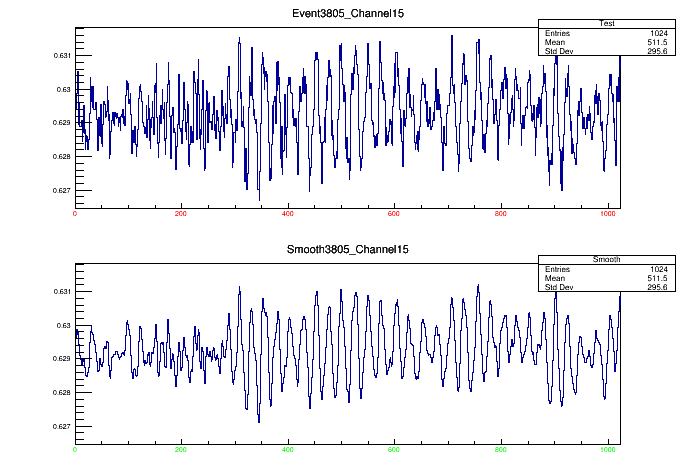 Event3805_Channel15
Test
Entries 1024
Mean 511.5
Std Dev 295.6
0.631
0.63
0.629
0.628
0.627
0 200 400 600 800 1000
Smooth3805_Channel15
Smooth
Entries 1024
Mean 511.5
Std Dev 295.6
0.631
0.63
0.629
0.628
0.627
0 200 400 600 800 1000